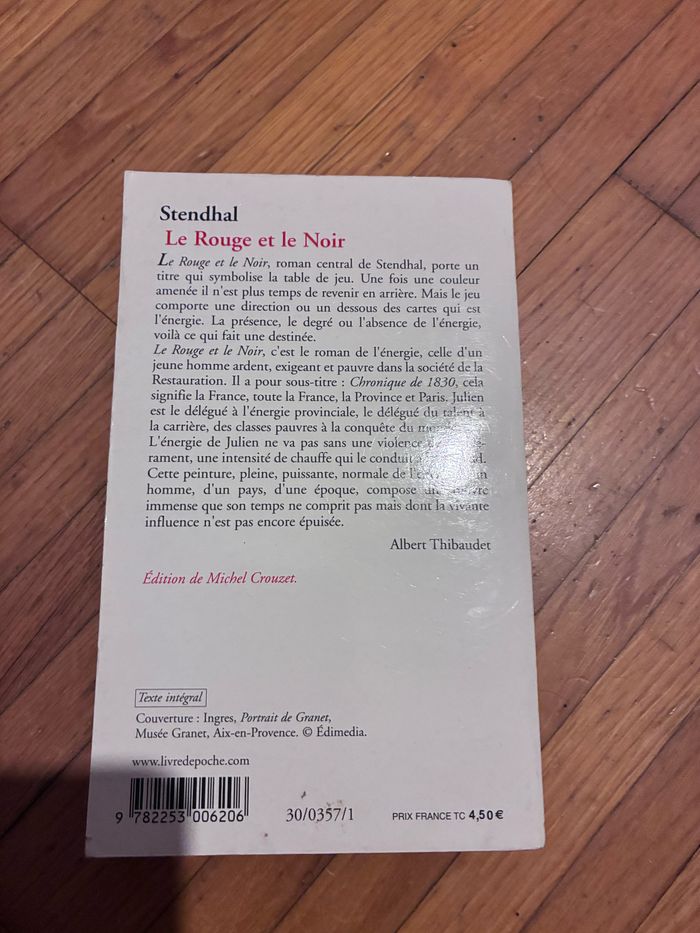 Stendhal
Le Rouge et le Noir
Le Rouge et le Noir, roman central de Stendhal, porte un
titre qui symbolise la table de jeu. Une fois une couleur
amenée il n'est plus temps de revenir en arrière. Mais le jeu
comporte une direction ou un dessous des cartes qui est
l'énergie. La présence, le degré ou l'absence de l'énergie,
voilà ce qui fait une destinée.
Le Rouge et le Noir, c'est le roman de l'énergie, celle d'un
jeune homme ardent, exigeant et pauvre dans la société de la
Restauration. Il a pour sous-titre : Chronique de 1830, cela
signifie la France, toute la France, la Province et Paris. Julien
est le délégué à l'énergie provinciale, le délégué du talent à
la carrière, des classes pauvres à la conquête du
L'énergie de Julien ne va pas sans une violence
rament, une intensité de chauffe qui le conduit
Cette peinture, pleine, puissante, normale de
homme, d'un pays, d'une époque, compose
immense que son temps ne comprit pas mais dont la vivante
influence n'est pas encore épuisée.
Albert Thibaudet
Édition de Michel Crouzet.
Texte intégral
Couverture : Ingres, Portrait de Granet,
Musée Granet, Aix-en-Provence. © Édimedia.
www.livredepoche.com
9 782253 006206
30/0357/1
PRIX FRANCE TC 4,50 €